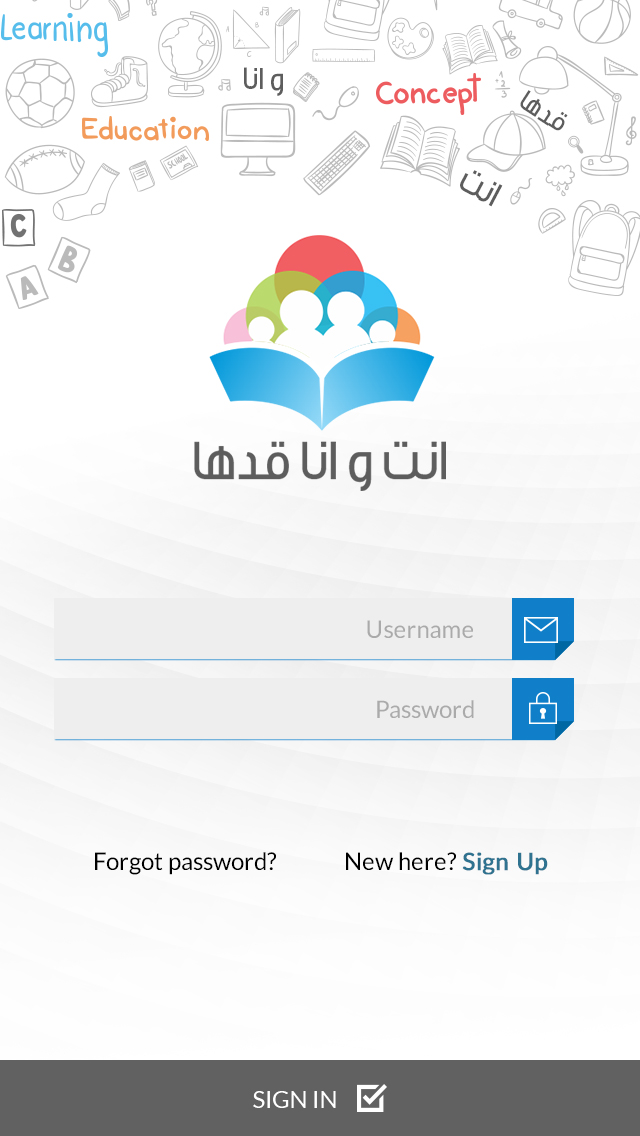 Learning
و انا
Concept
قدها
Education
SCHOOL
انت
C
B
A
انت و انا قدها
Username
Password
Forgot password? New here? Sign Up
SIGN IN